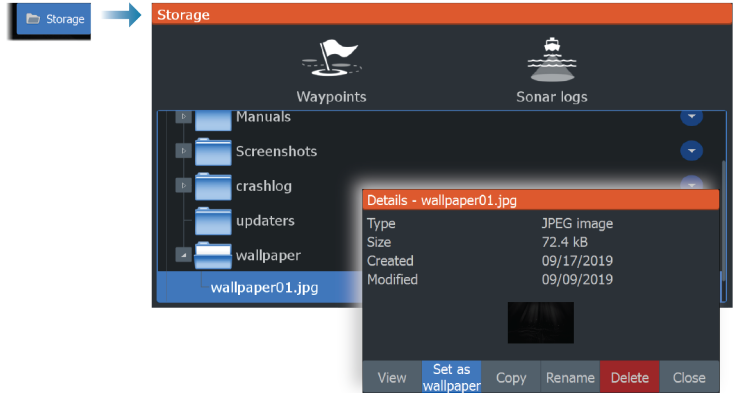 Storage
Storage
Waypoints
Sonar logs
Manuals
Screenshots
crashlog
updaters
wallpaper
wallpaper01.jpg
Details - wallpaper01.jpg
Type JPEG image
Size 72.4 kB
Created 09/17/2019
Modified 09/09/2019
View
Set as
wallpaper
Copy
Rename
Delete
Close